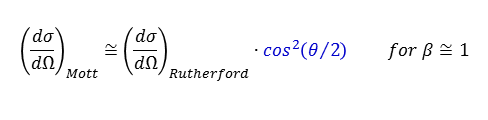 (dσ/dΩ)_Mott ≅ (dσ/dΩ)_Rutherford · cos²(θ/2) for β ≅ 1